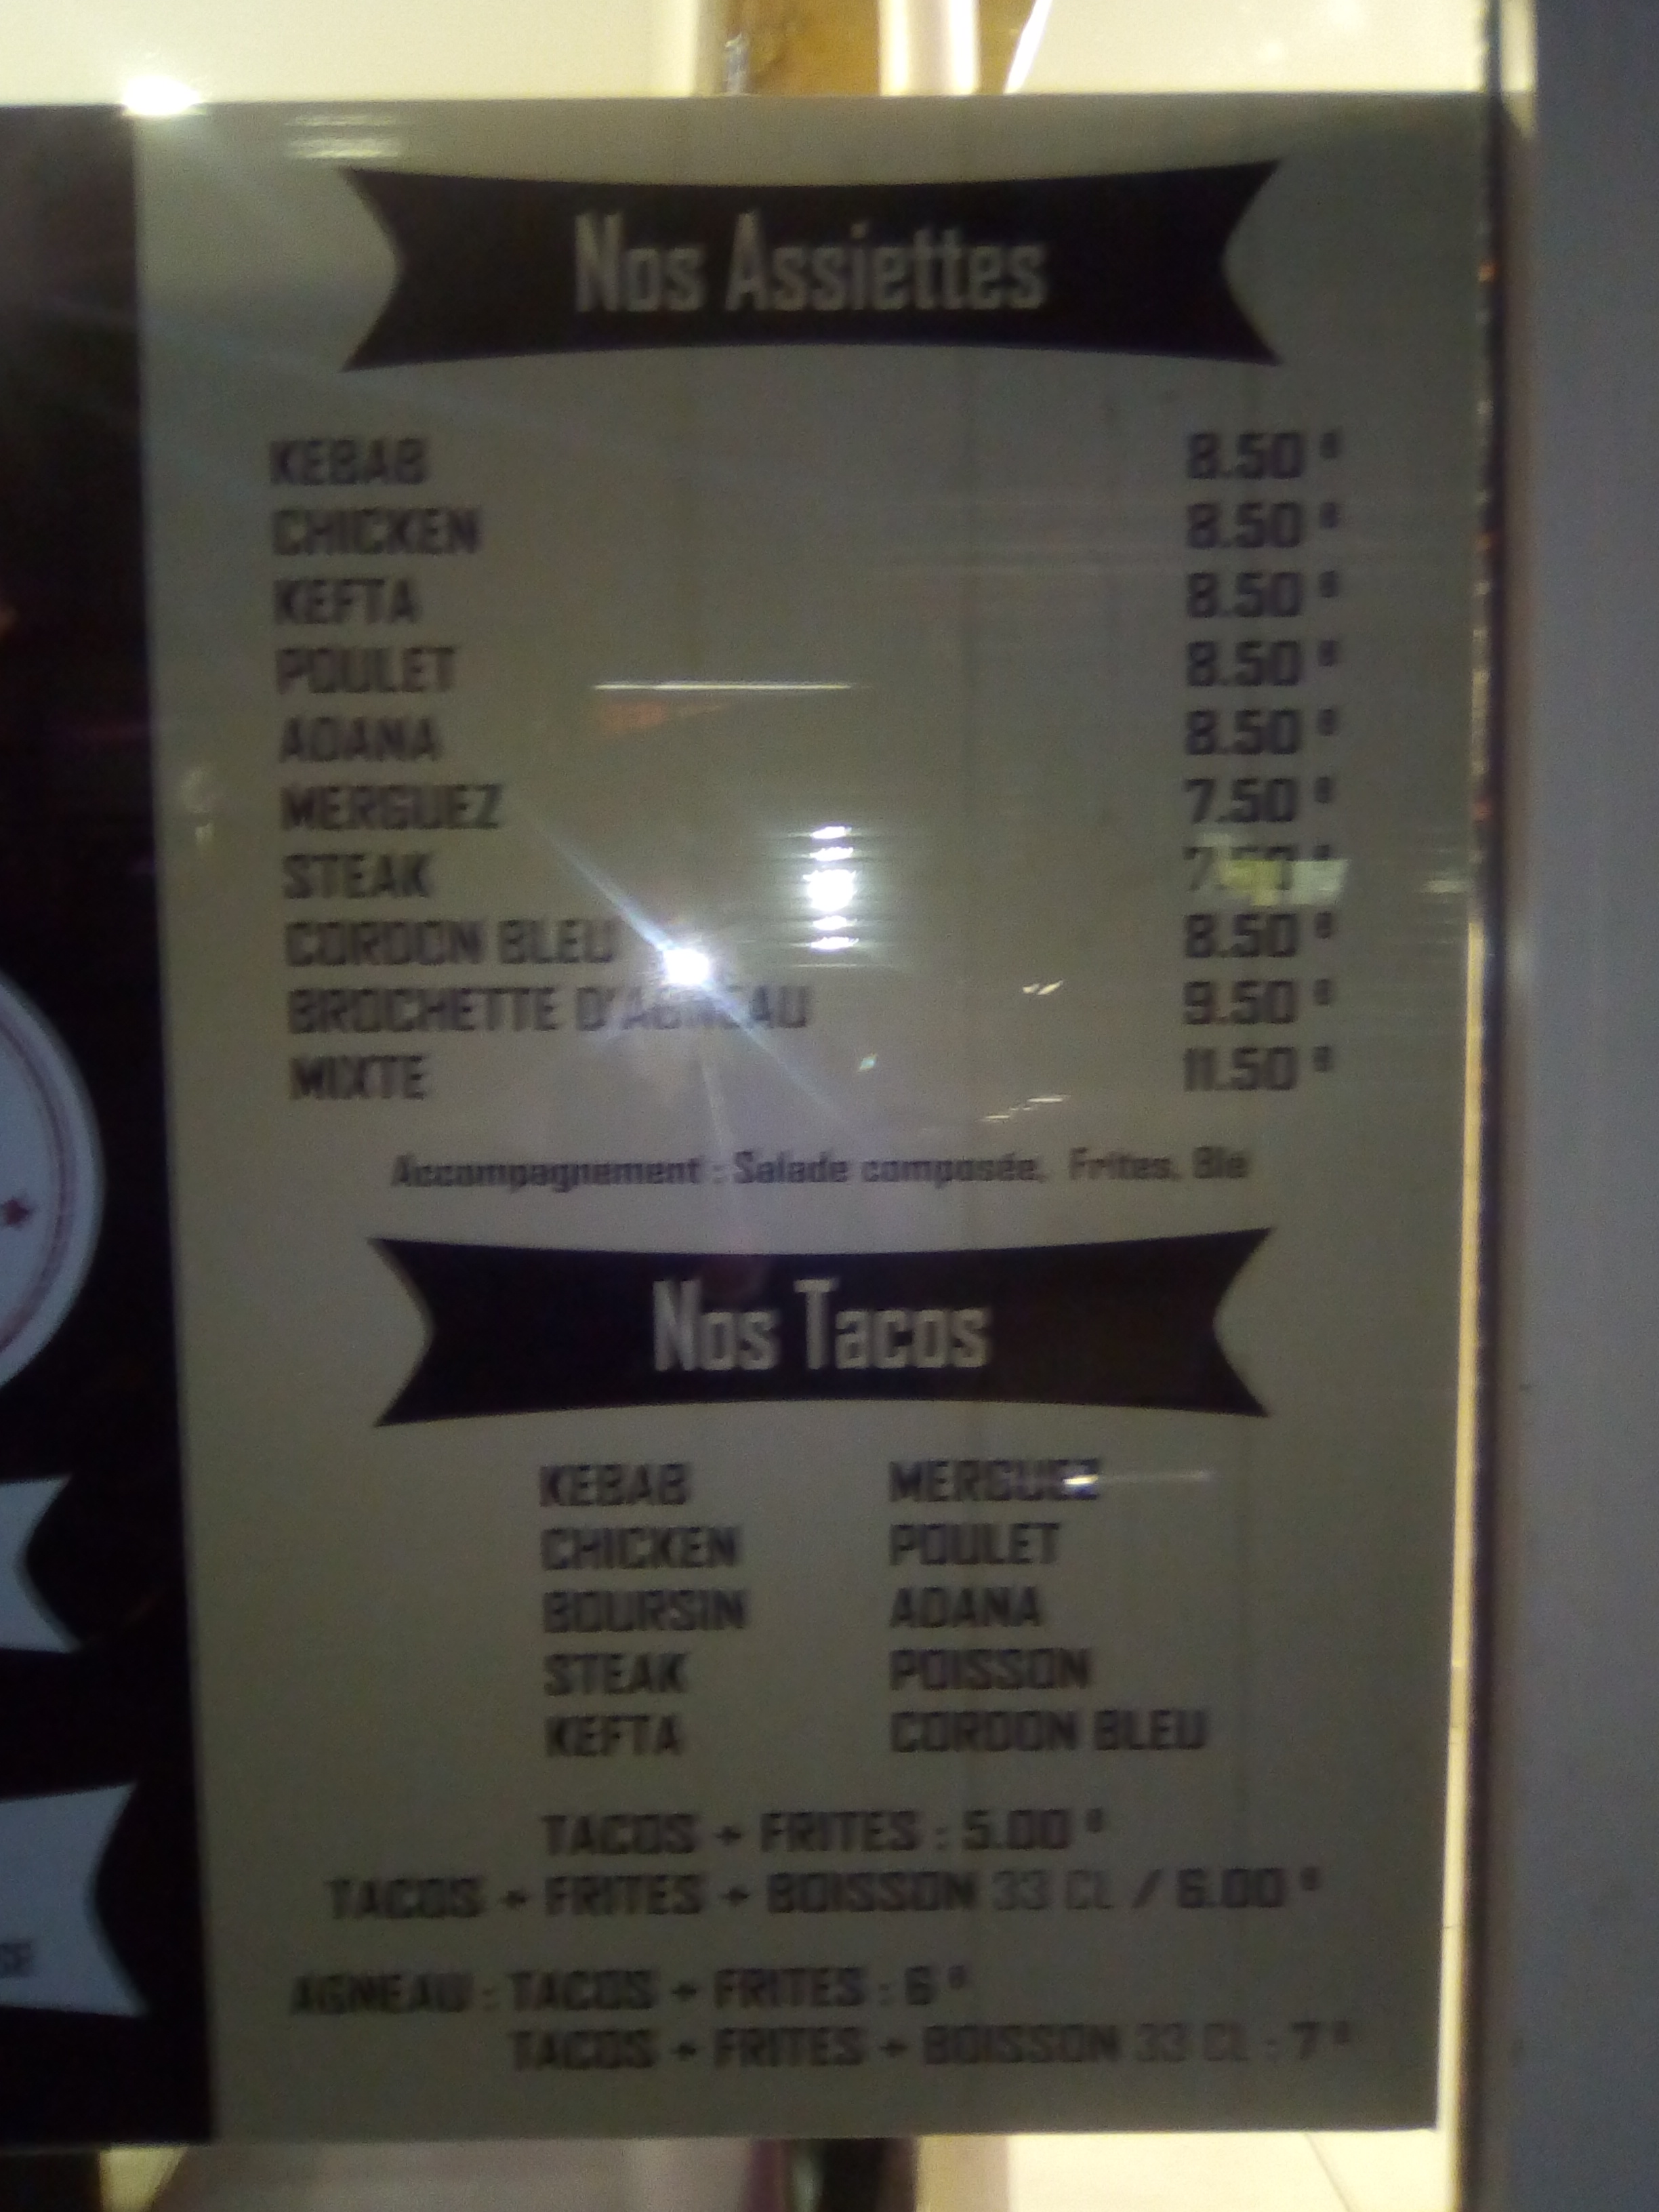 Nos Assiettes
KEBAB 8.50 €
CHICKEN 8.50 €
KEFTA 8.50 €
POULET 8.50 €
ADANA 8.50 €
MERGUEZ 7.50 €
STEAK
CORDON BLEU 8.50 €
BROCHETTE D'AGNEAU 9.50 €
MIXTE 11.50 €
Accompagnement : Salade composée, Frites, Blé
Nos Tacos
KEBAB MERGUEZ
CHICKEN POULET
BOURSIN ADANA
STEAK POISSON
KEFTA CORDON BLEU
TACOS + FRITES : 5.00 €
TACOS + FRITES + BOISSON 33 CL / 6.00 €
AGNEAU : TACOS + FRITES : 6 €
TACOS + FRITES + BOISSON 33 CL : 7 €